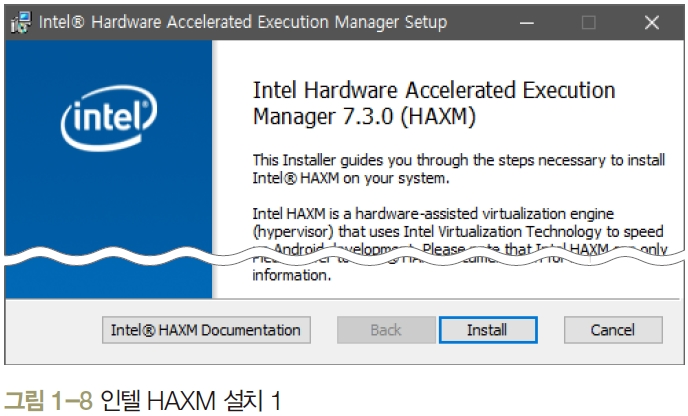 Intel® Hardware Accelerated Execution Manager Setup
intel®
Intel Hardware Accelerated Execution
Manager 7.3.0 (HAXM)
This Installer guides you through the steps necessary to install
Intel® HAXM on your system.
Intel HAXM is a hardware-assisted virtualization engine
(hypervisor) that uses Intel Virtualization Technology to speed
up Android development. Please note that Intel HAXM can only
information.
Intel® HAXM Documentation
Back
Install
Cancel
그림 1-8 인텔 HAXM 설치 1